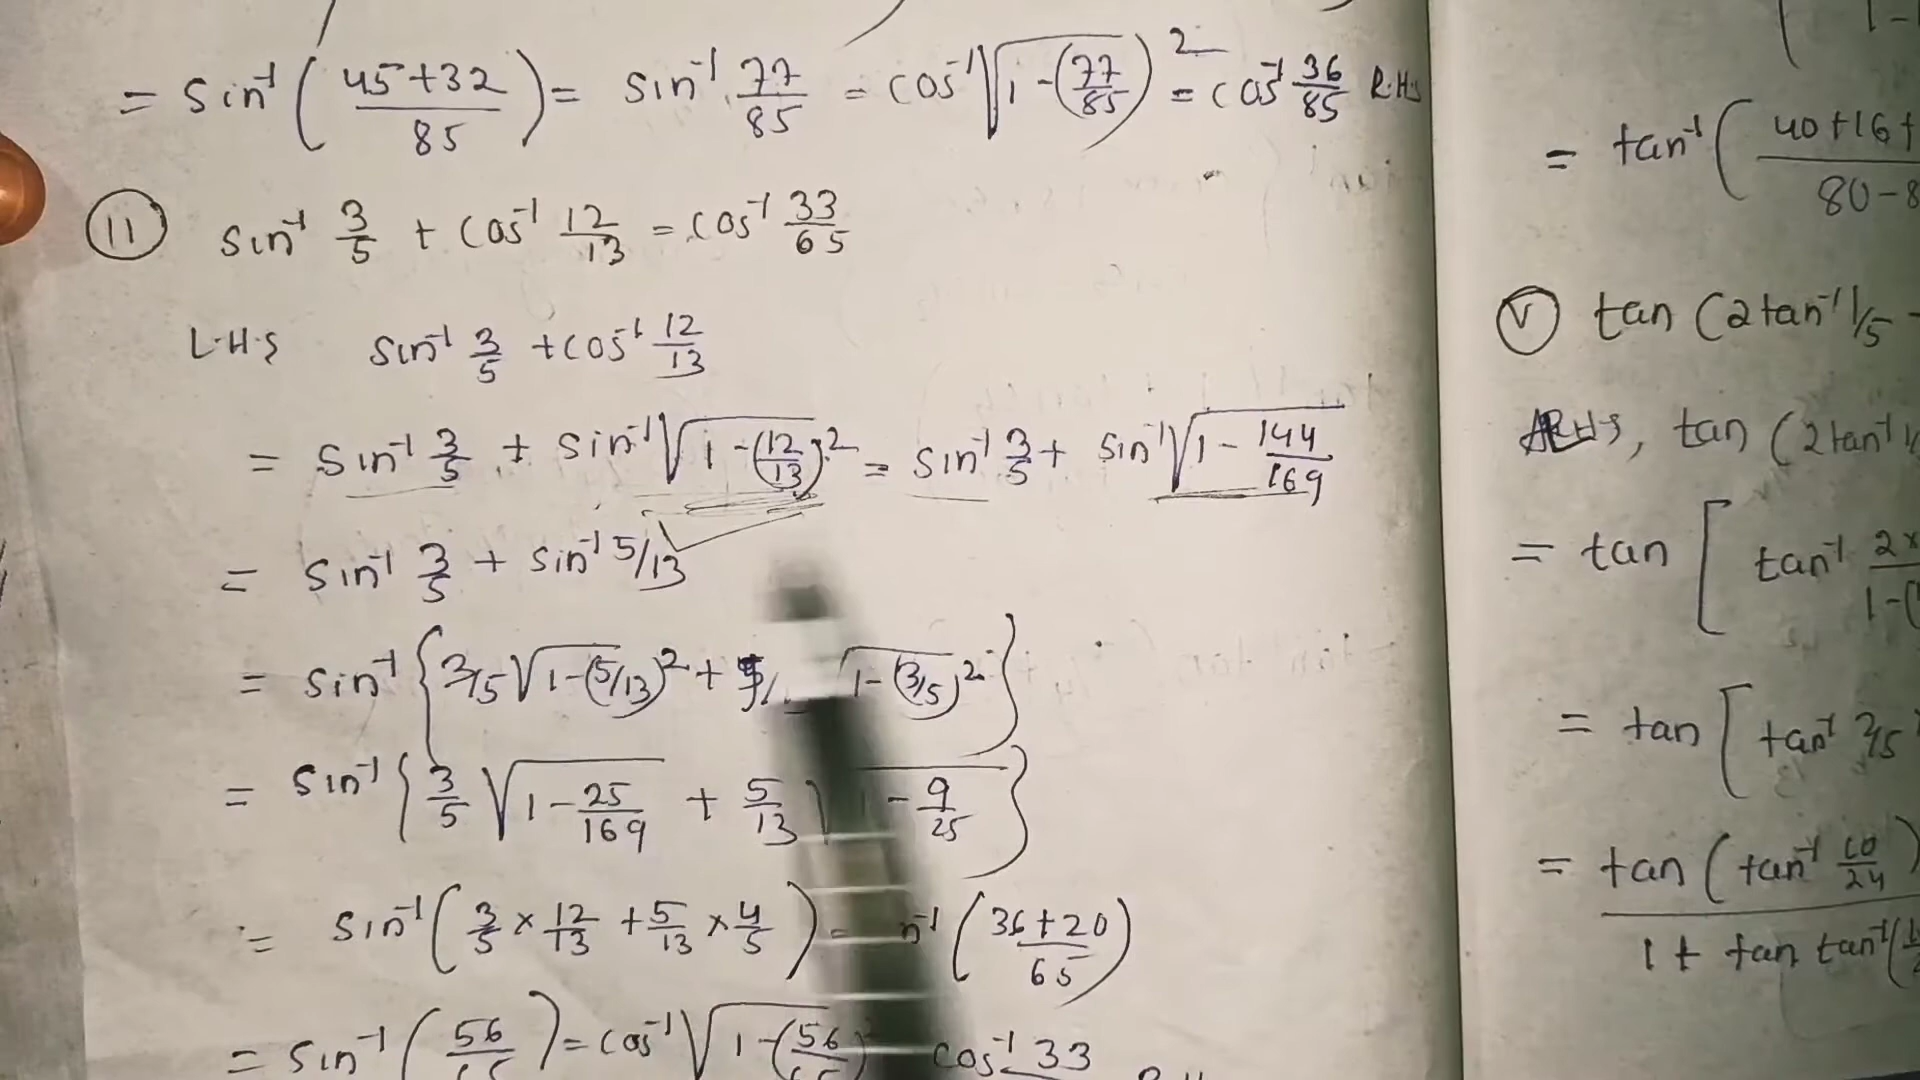 = sin⁻¹ (45+32/85) = sin⁻¹ 77/85 = cos⁻¹ √1-(77/85)² = cos⁻¹ 36/85 R.H.S
(11) sin⁻¹ 3/5 + cos⁻¹ 12/13 = cos⁻¹ 33/65
L.H.S sin⁻¹ 3/5 + cos⁻¹ 12/13
= sin⁻¹ 3/5 + sin⁻¹ √1-(12/13)² = sin⁻¹ 3/5 + sin⁻¹ √1- 144/169
= sin⁻¹ 3/5 + sin⁻¹ 5/13
= sin⁻¹ {3/5 √1-(5/13)² + 5/ √1-(3/5)²}
= sin⁻¹ {3/5 √1- 25/169 + 5/13 √ - 9/25}
= sin⁻¹ (3/5 × 12/13 + 5/13 × 4/5) = n⁻¹ (36+20/65)
= sin⁻¹ (56/ ) = cos⁻¹ √1-(56/ )² cos⁻¹ 33
= tan⁻¹ (40+16+/80-8
(V) tan (2tan⁻¹ 1/5 -
R.H.S, tan (2tan⁻¹
= tan [tan⁻¹ 2×/1-(
= tan [tan⁻¹ 2/5
= tan (tan⁻¹ 10/24)
1+ tan tan⁻¹(